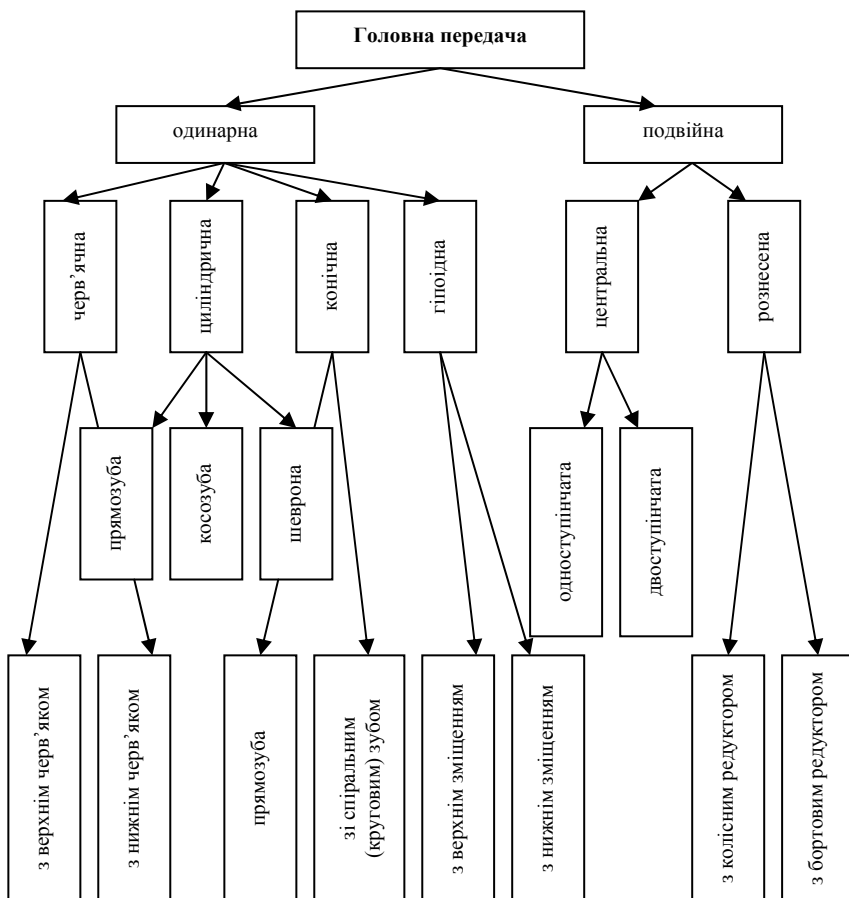 Головна передача
одинарна
подвійна
черв’ячна
циліндрична
конічна
гіпоїдна
центральна
рознесена
прямозуба
косозуба
шеврона
одноступінчата
двоступінчата
з верхнім черв’яком
з нижнім черв’яком
прямозуба
зі спіральним
(круговим) зубом
з верхнім зміщенням
з нижнім зміщенням
з колісним редуктором
з бортовим редуктором